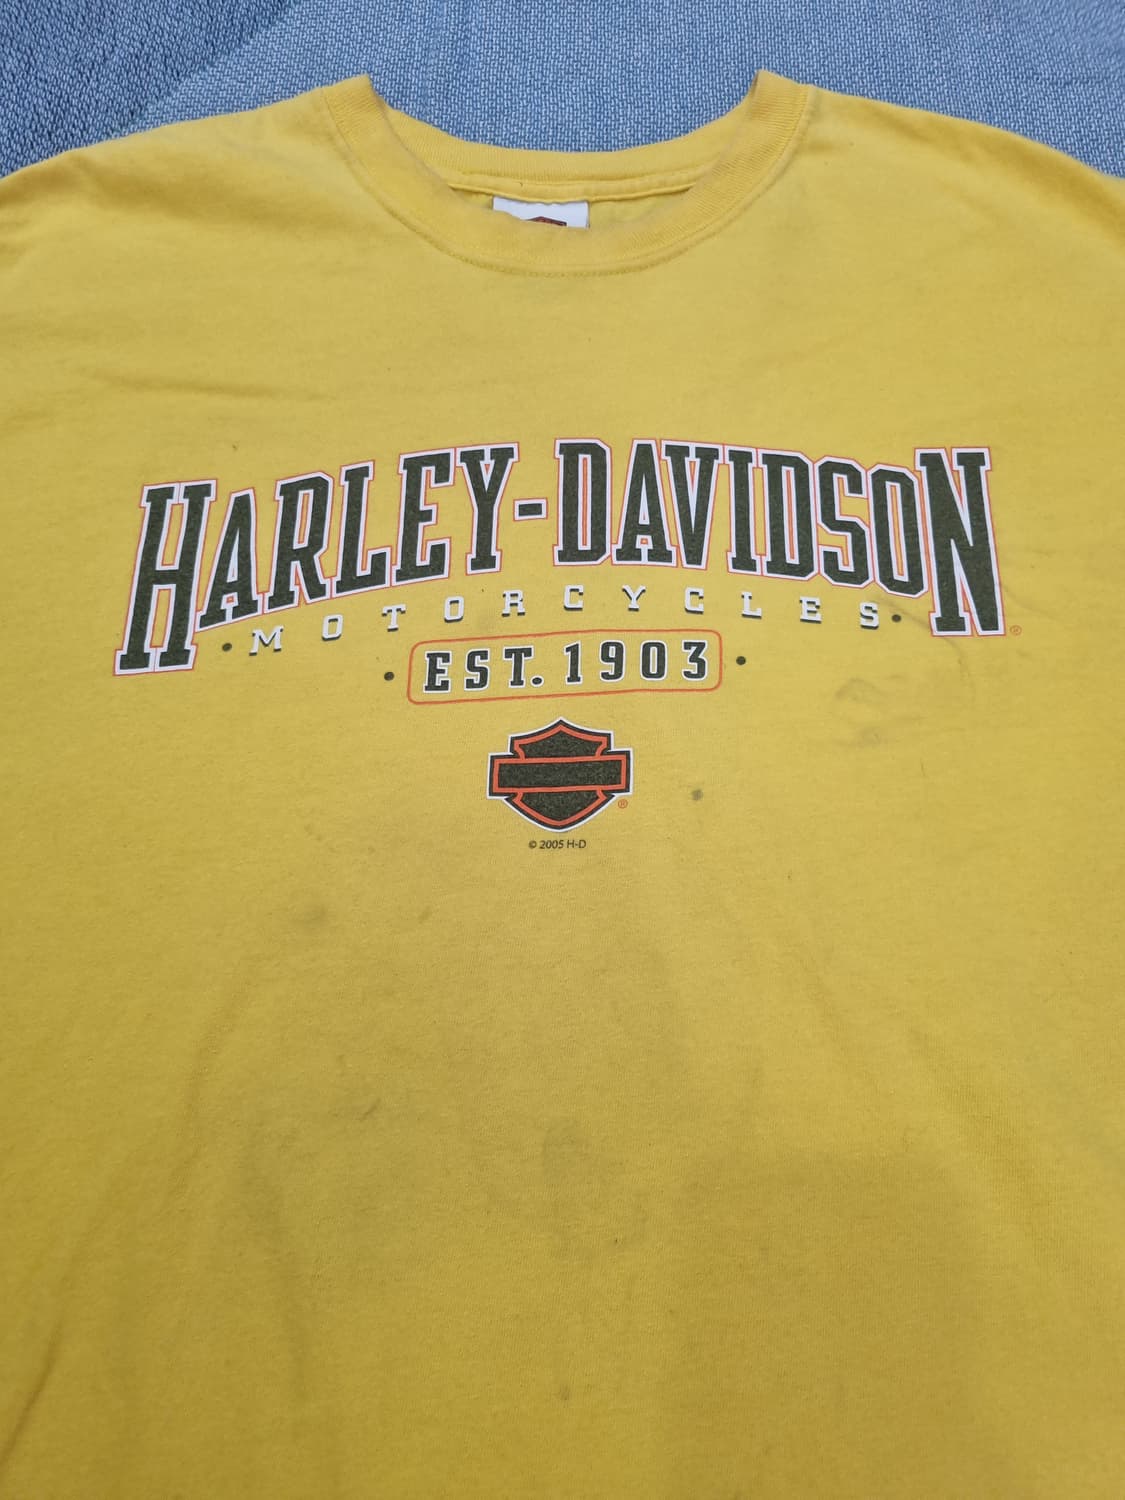 HARLEY-DAVIDSON
®
• MOTORCYCLES •
• EST. 1903 •
®
© 2005 H-D